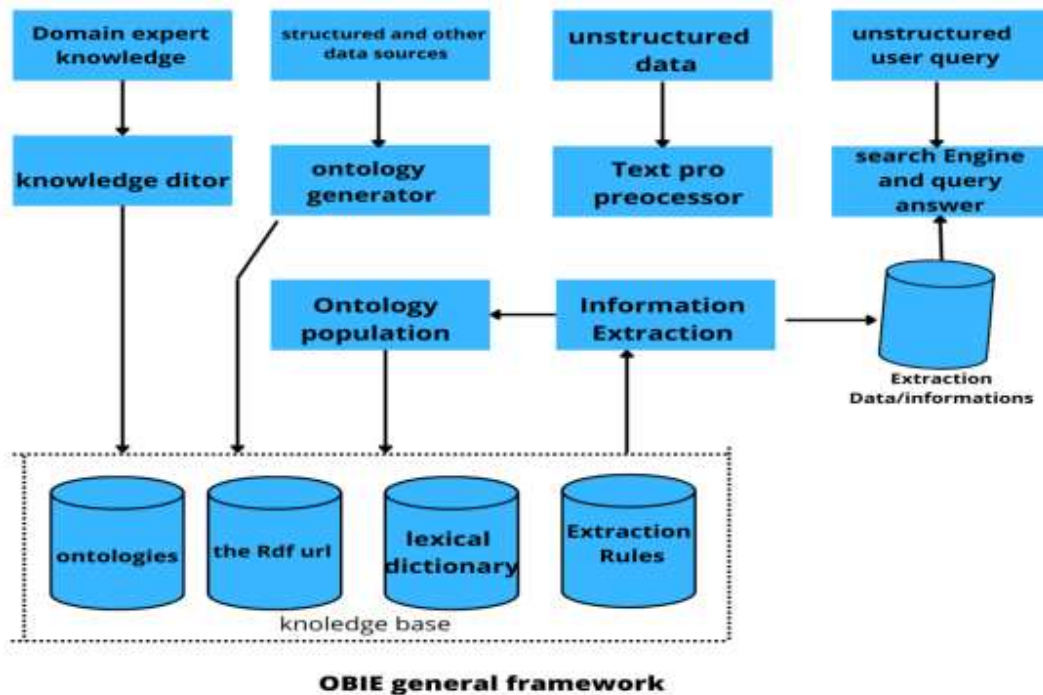 Domain expert
knowledge
structured and other
data sources
unstructured
data
unstructured
user query
knowledge ditor
ontology
generator
Text pro
preocessor
search Engine
and query
answer
Ontology
population
Information
Extraction
Extraction
Data/informations
ontologies
the Rdf url
lexical
dictionary
Extraction
Rules
knoledge base
OBIE general framework